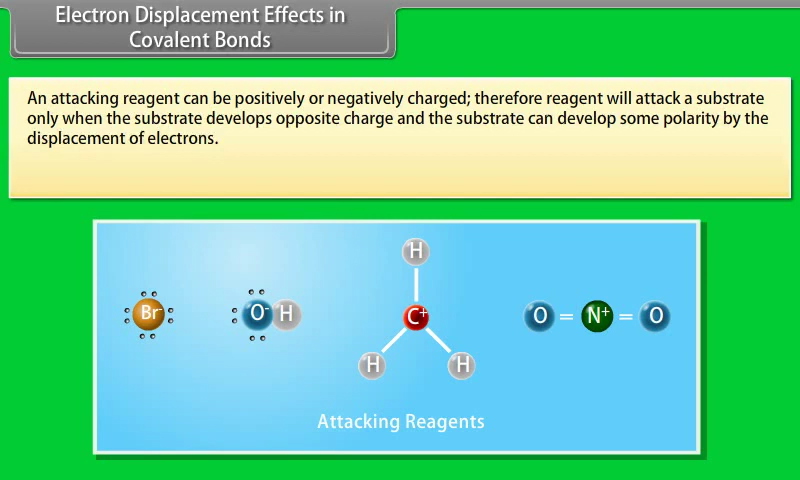 Electron Displacement Effects in
Covalent Bonds
An attacking reagent can be positively or negatively charged; therefore reagent will attack a substrate
only when the substrate develops opposite charge and the substrate can develop some polarity by the
displacement of electrons.
H
Br⁻ O⁻ H C⁺ O = N⁺ = O
H H
Attacking Reagents